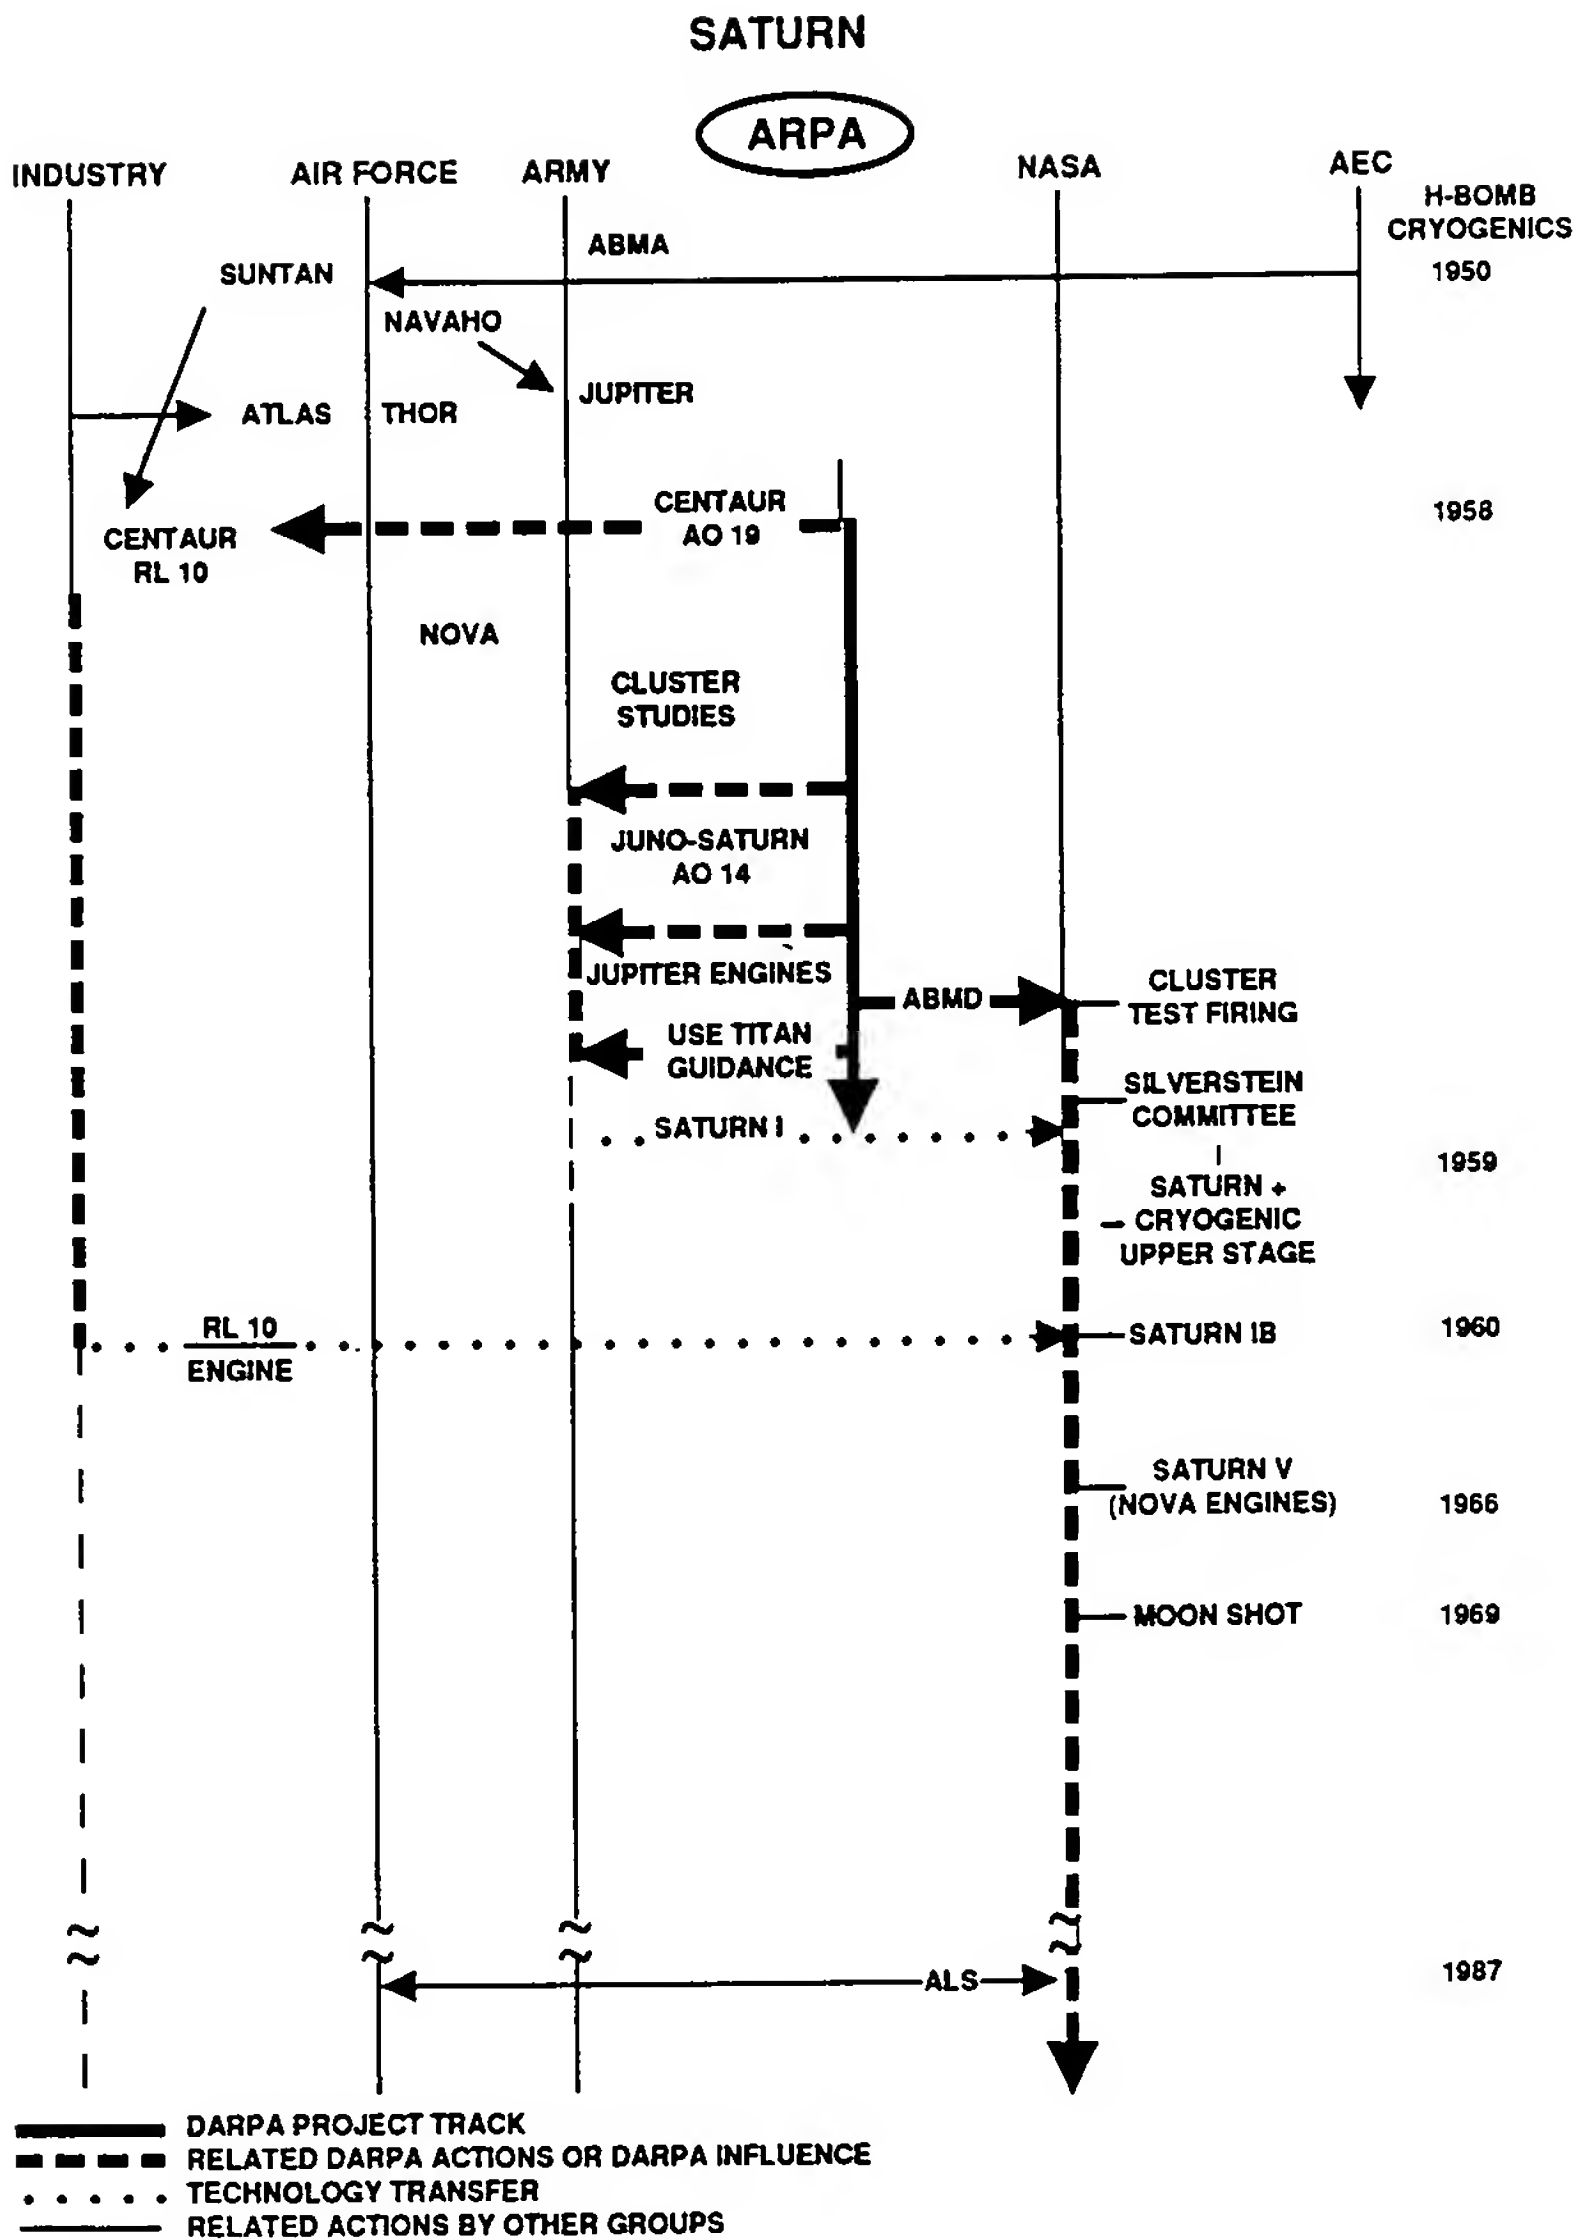 SATURN
ARPA
INDUSTRY
AIR FORCE
ARMY
NASA
AEC
H-BOMB
CRYOGENICS
1950
ABMA
SUNTAN
NAVAHO
JUPITER
ATLAS
THOR
CENTAUR
AO 19
1958
CENTAUR
RL 10
NOVA
CLUSTER
STUDIES
JUNO-SATURN
AO 14
JUPITER ENGINES
ABMD
CLUSTER
TEST FIRING
USE TITAN
GUIDANCE
SILVERSTEIN
COMMITTEE
SATURN I
1959
SATURN +
CRYOGENIC
UPPER STAGE
RL 10
ENGINE
SATURN IB
1960
SATURN V
(NOVA ENGINES)
1966
MOON SHOT
1969
ALS
1987
DARPA PROJECT TRACK
RELATED DARPA ACTIONS OR DARPA INFLUENCE
TECHNOLOGY TRANSFER
RELATED ACTIONS BY OTHER GROUPS